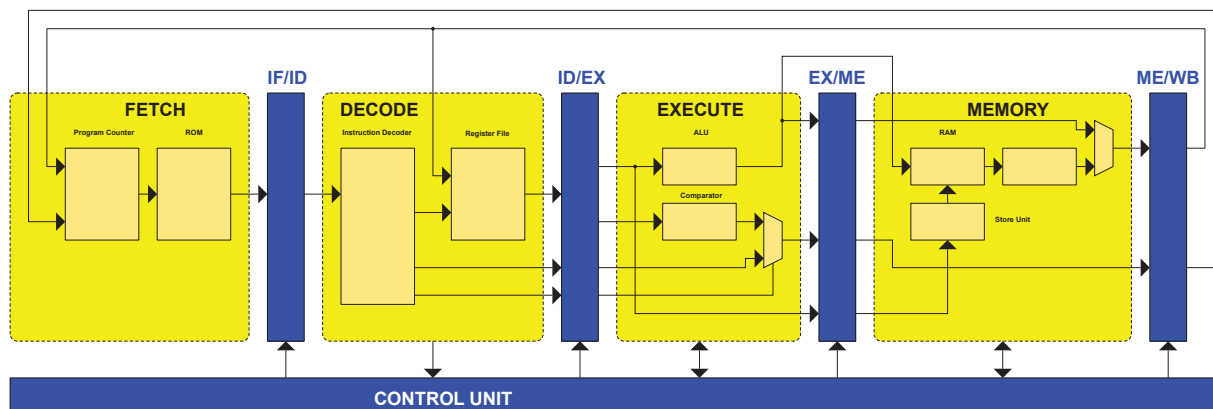 IF/ID
ID/EX
EX/ME
ME/WB
FETCH
DECODE
EXECUTE
MEMORY
Program Counter
ROM
Instruction Decoder
Register File
ALU
RAM
Comparator
Store Unit
CONTROL UNIT